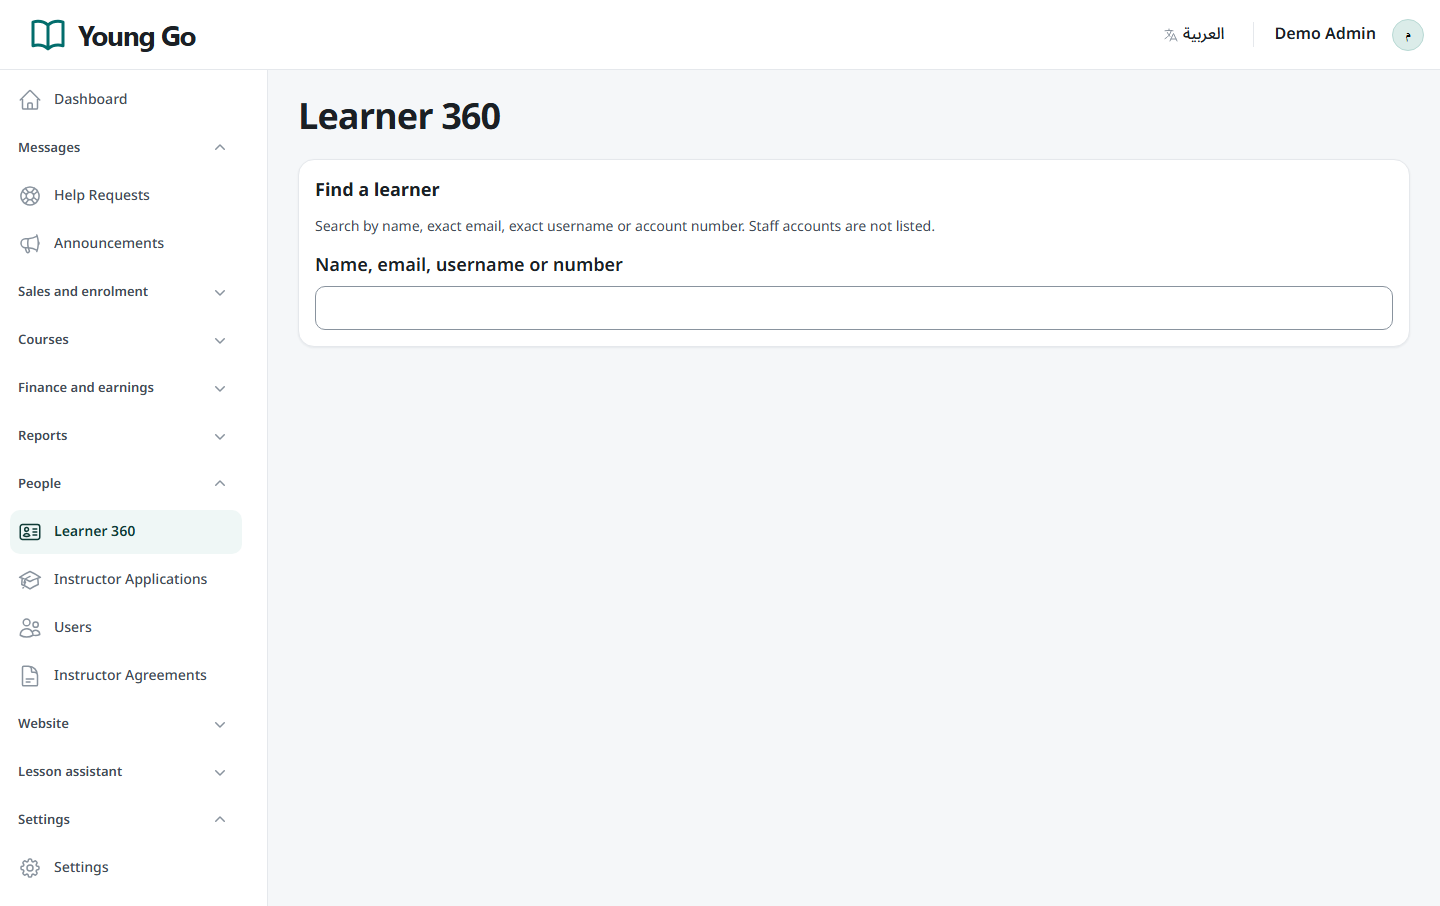 Young Go
العربية
Demo Admin
م
Dashboard
Messages
Help Requests
Announcements
Sales and enrolment
Courses
Finance and earnings
Reports
People
Learner 360
Instructor Applications
Users
Instructor Agreements
Website
Lesson assistant
Settings
Settings
Learner 360
Find a learner
Search by name, exact email, exact username or account number. Staff accounts are not listed.
Name, email, username or number